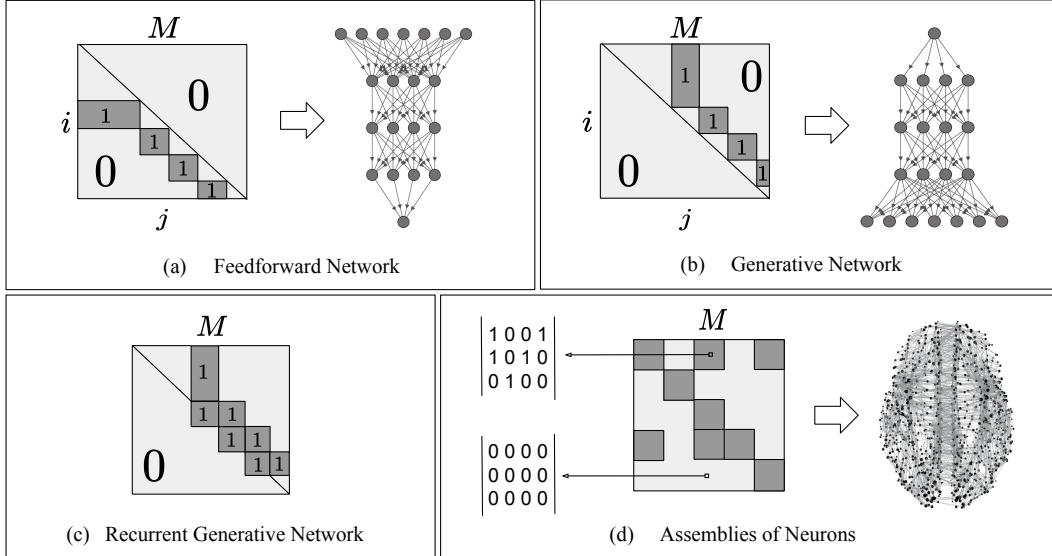 M
0
1
i
1
1
0
1
j
(a) Feedforward Network
M
1
0
1
i
1
0
1
j
(b) Generative Network
M
1
1 1
1 1
0
1 1
(c) Recurrent Generative Network
M
1 0 0 1
1 0 1 0
0 1 0 0
0 0 0 0
0 0 0 0
0 0 0 0
(d) Assemblies of Neurons